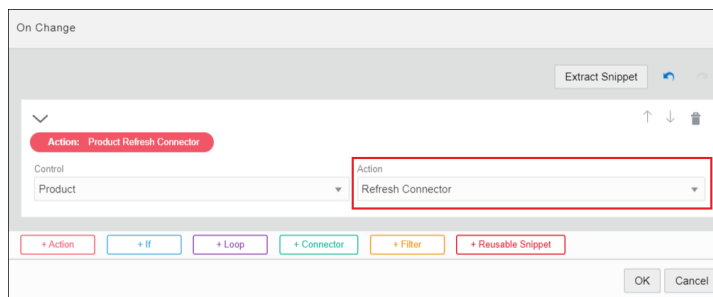 On Change
Extract Snippet
Action: Product Refresh Connector
Control
Action
Product
Refresh Connector
+ Action
+ If
+ Loop
+ Connector
+ Filter
+ Reusable Snippet
OK
Cancel